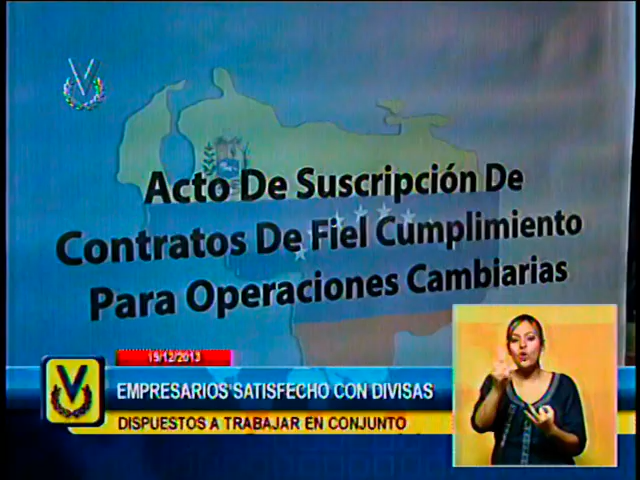 Acto De Suscripción De
Contratos De Fiel Cumplimiento
Para Operaciones Cambiarias
19/12/2013
EMPRESARIOS SATISFECHO CON DIVISAS
DISPUESTOS A TRABAJAR EN CONJUNTO